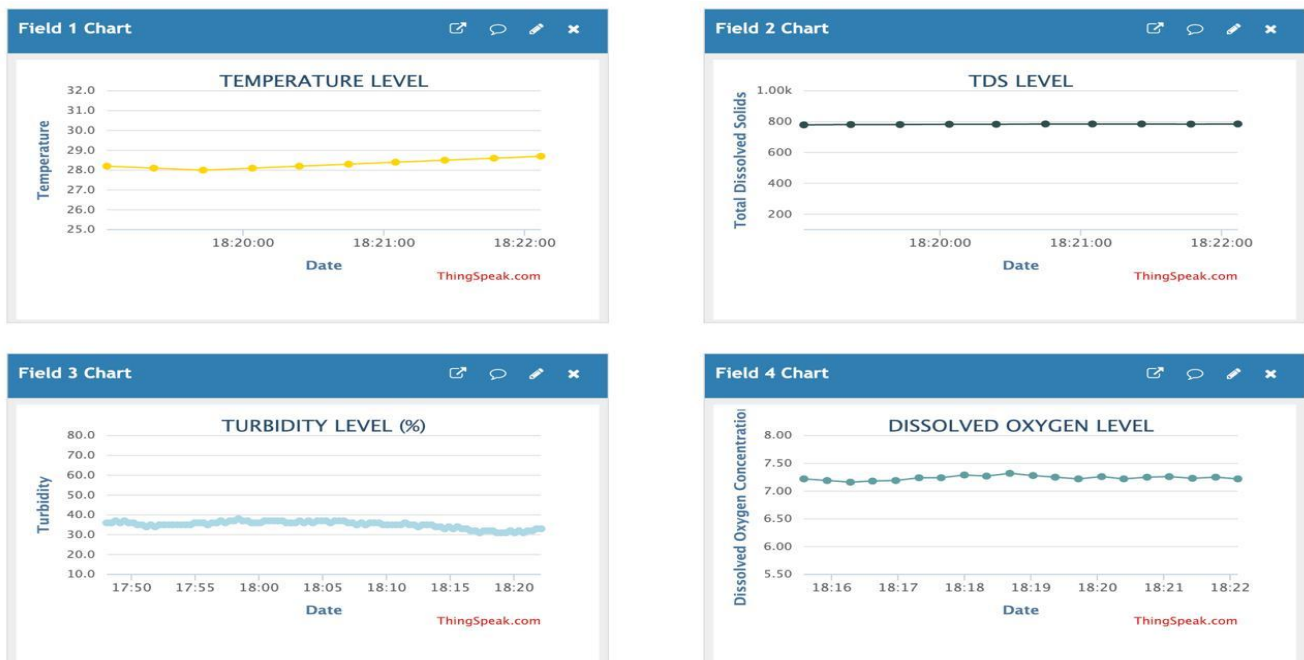 Field 1 Chart
TEMPERATURE LEVEL
Temperature
32.0
31.0
30.0
29.0
28.0
27.0
26.0
25.0
18:20:00 18:21:00 18:22:00
Date
ThingSpeak.com
Field 2 Chart
TDS LEVEL
Total Dissolved Solids
1.00k
800
600
400
200
18:20:00 18:21:00 18:22:00
Date
ThingSpeak.com
Field 3 Chart
TURBIDITY LEVEL (%)
Turbidity
80.0
70.0
60.0
50.0
40.0
30.0
20.0
10.0
17:50 17:55 18:00 18:05 18:10 18:15 18:20
Date
ThingSpeak.com
Field 4 Chart
DISSOLVED OXYGEN LEVEL
Dissolved Oxygen Concentration
8.00
7.50
7.00
6.50
6.00
5.50
18:16 18:17 18:18 18:19 18:20 18:21 18:22
Date
ThingSpeak.com